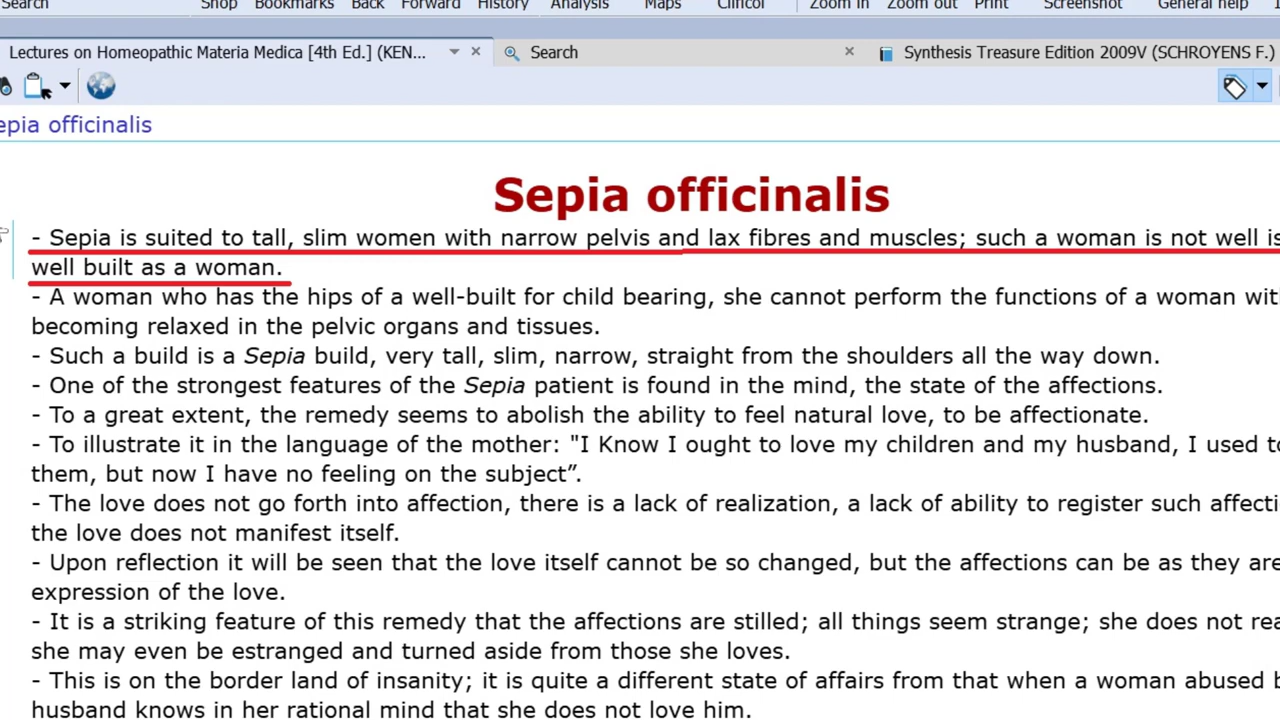 Search Shop Bookmarks Back Forward History Analysis Maps Clificol Zoom in Zoom out Print Screenshot General help
Lectures on Homeopathic Materia Medica [4th Ed.] (KEN... Search Synthesis Treasure Edition 2009V (SCHROYENS F.)
epia officinalis
Sepia officinalis
- Sepia is suited to tall, slim women with narrow pelvis and lax fibres and muscles; such a woman is not well is
well built as a woman.
- A woman who has the hips of a well-built for child bearing, she cannot perform the functions of a woman with
becoming relaxed in the pelvic organs and tissues.
- Such a build is a Sepia build, very tall, slim, narrow, straight from the shoulders all the way down.
- One of the strongest features of the Sepia patient is found in the mind, the state of the affections.
- To a great extent, the remedy seems to abolish the ability to feel natural love, to be affectionate.
- To illustrate it in the language of the mother: "I Know I ought to love my children and my husband, I used to
them, but now I have no feeling on the subject”.
- The love does not go forth into affection, there is a lack of realization, a lack of ability to register such affecti
the love does not manifest itself.
- Upon reflection it will be seen that the love itself cannot be so changed, but the affections can be as they are
expression of the love.
- It is a striking feature of this remedy that the affections are stilled; all things seem strange; she does not rea
she may even be estranged and turned aside from those she loves.
- This is on the border land of insanity; it is quite a different state of affairs from that when a woman abused b
husband knows in her rational mind that she does not love him.